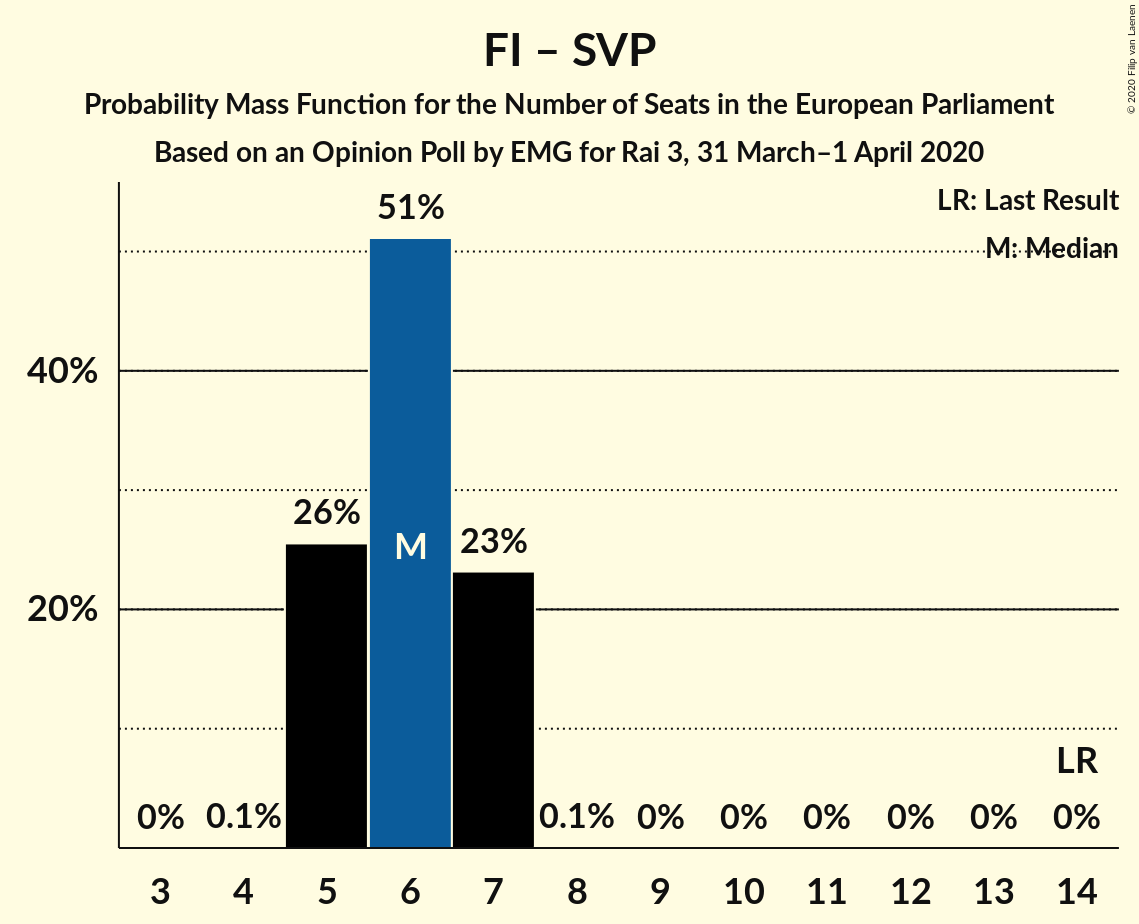 FI – SVP
Probability Mass Function for the Number of Seats in the European Parliament
Based on an Opinion Poll by EMG for Rai 3, 31 March–1 April 2020
© 2020 Filip van Laenen
LR: Last Result
M: Median
51%
40%
26%
M
23%
20%
LR
0% 0.1% 0.1% 0% 0% 0% 0% 0% 0%
3 4 5 6 7 8 9 10 11 12 13 14